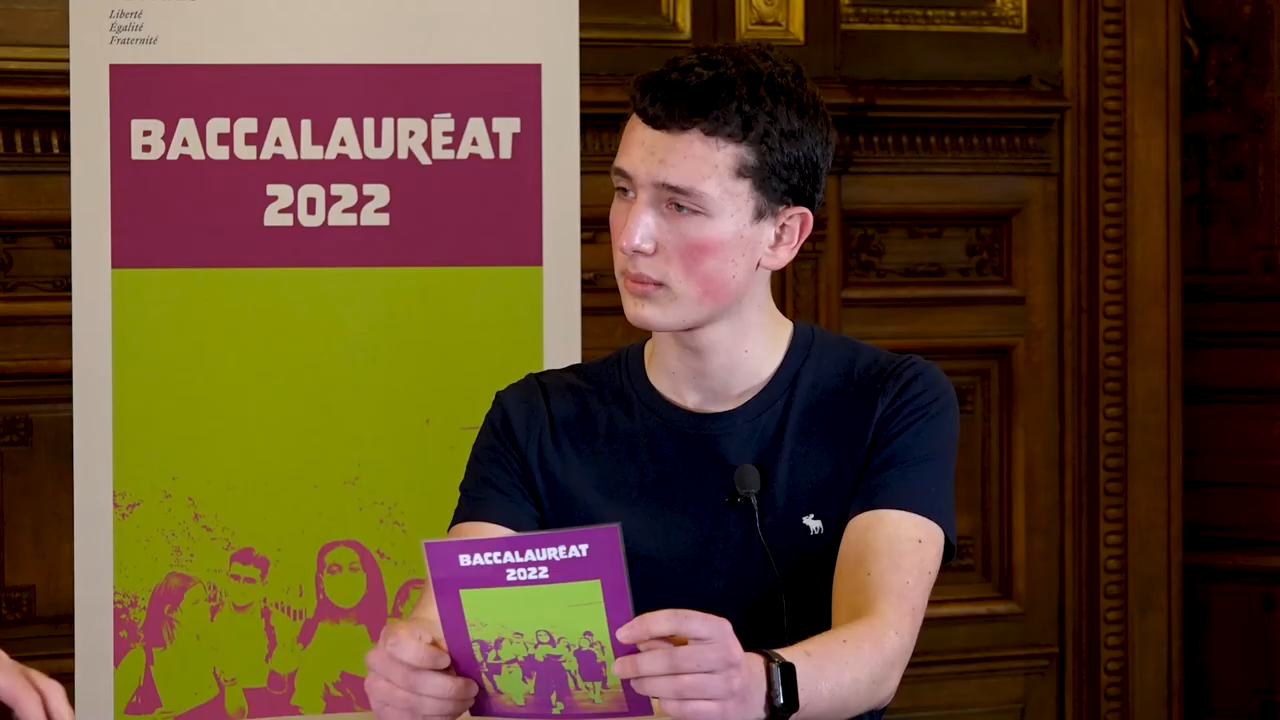 Liberté
Égalité
Fraternité
BACCALAURÉAT
2022
BACCALAURÉAT
2022